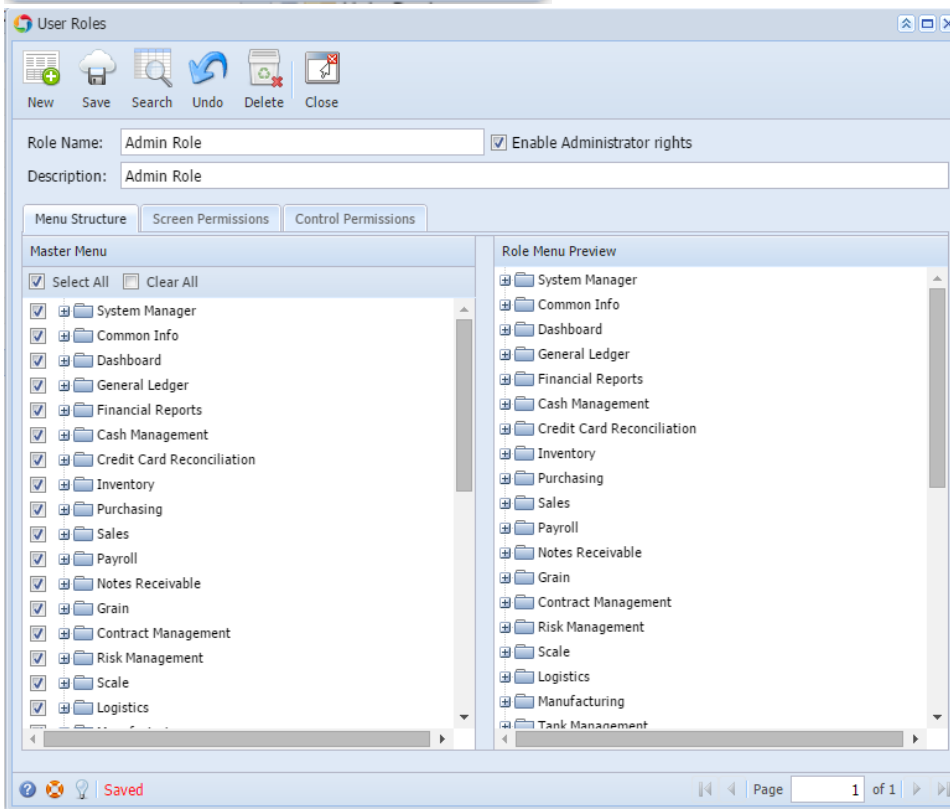 User Roles
New Save Search Undo Delete Close
Role Name: Admin Role Enable Administrator rights
Description: Admin Role
Menu Structure Screen Permissions Control Permissions
Master Menu
Select All Clear All
System Manager
Common Info
Dashboard
General Ledger
Financial Reports
Cash Management
Credit Card Reconciliation
Inventory
Purchasing
Sales
Payroll
Notes Receivable
Grain
Contract Management
Risk Management
Scale
Logistics
Role Menu Preview
System Manager
Common Info
Dashboard
General Ledger
Financial Reports
Cash Management
Credit Card Reconciliation
Inventory
Purchasing
Sales
Payroll
Notes Receivable
Grain
Contract Management
Risk Management
Scale
Logistics
Manufacturing
Tank Management
Saved Page 1 of 1